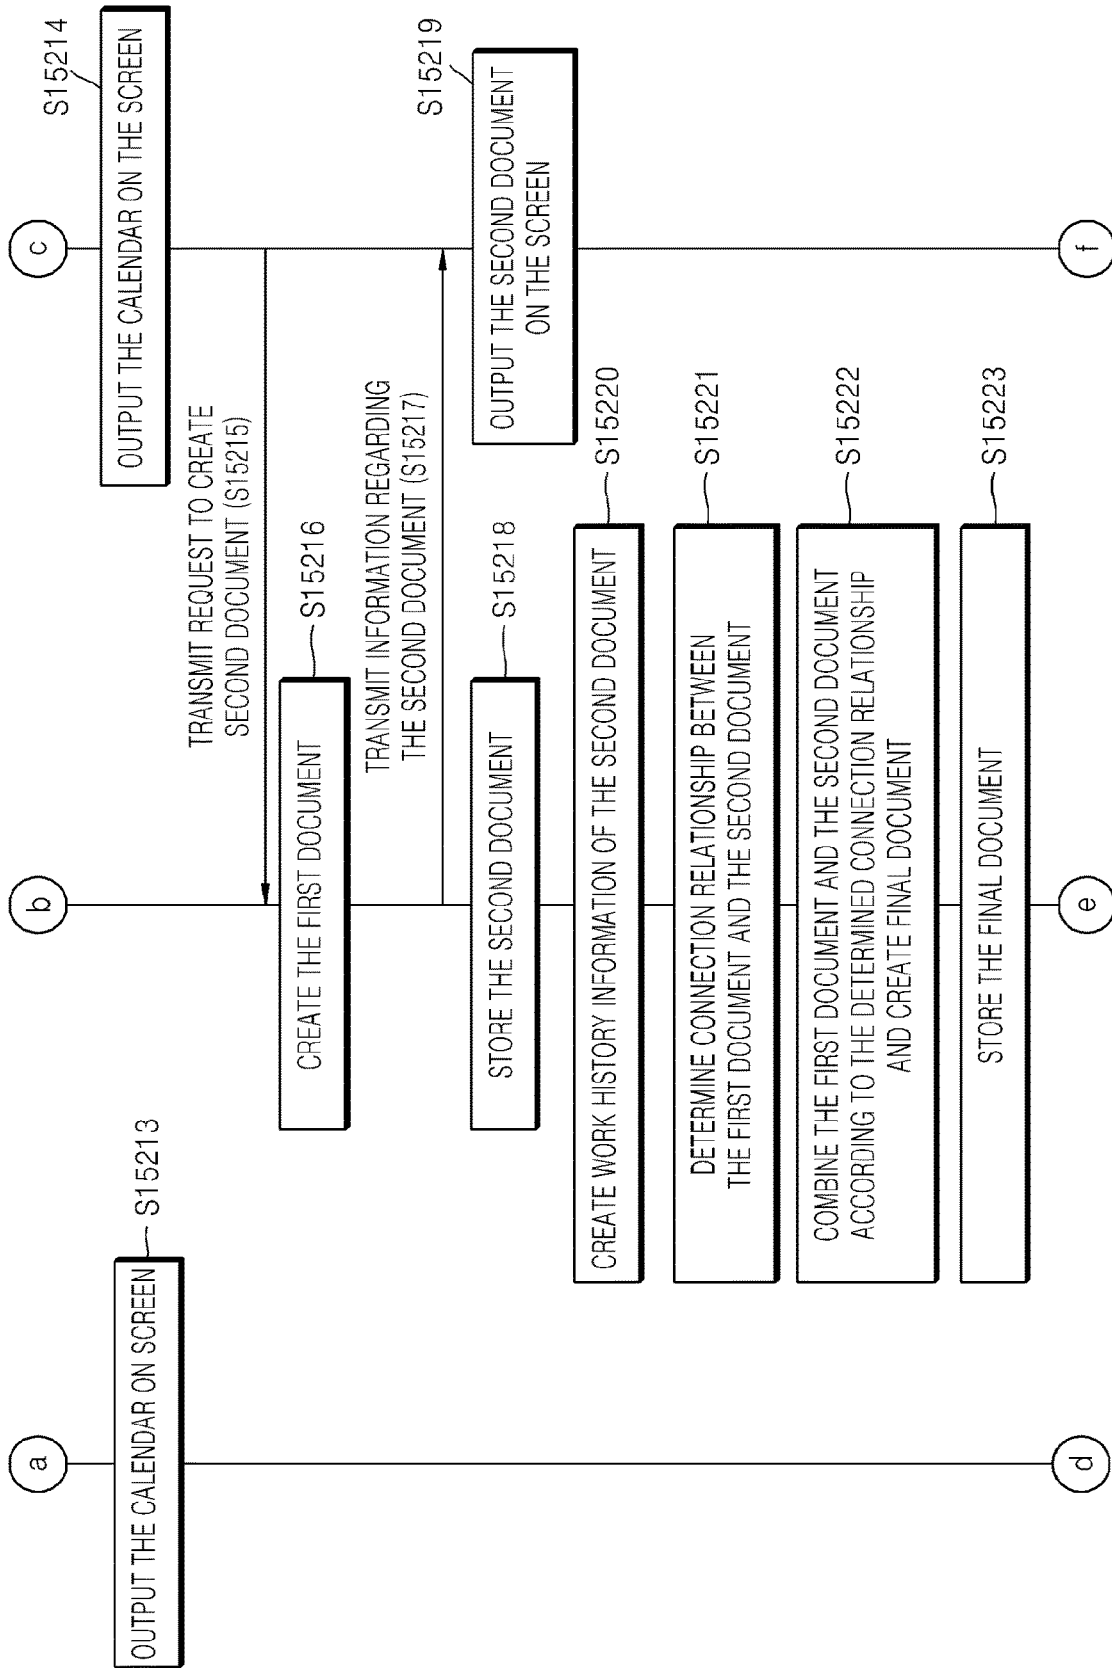 a
b
c
OUTPUT THE CALENDAR ON SCREEN
S15213
OUTPUT THE CALENDAR ON THE SCREEN
S15214
TRANSMIT REQUEST TO CREATE
SECOND DOCUMENT (S15215)
CREATE THE FIRST DOCUMENT
S15216
TRANSMIT INFORMATION REGARDING
THE SECOND DOCUMENT (S15217)
STORE THE SECOND DOCUMENT
S15218
OUTPUT THE SECOND DOCUMENT
ON THE SCREEN
S15219
CREATE WORK HISTORY INFORMATION OF THE SECOND DOCUMENT
S15220
DETERMINE CONNECTION RELATIONSHIP BETWEEN
THE FIRST DOCUMENT AND THE SECOND DOCUMENT
S15221
COMBINE THE FIRST DOCUMENT AND THE SECOND DOCUMENT
ACCORDING TO THE DETERMINED CONNECTION RELATIONSHIP
AND CREATE FINAL DOCUMENT
S15222
STORE THE FINAL DOCUMENT
S15223
d
e
f